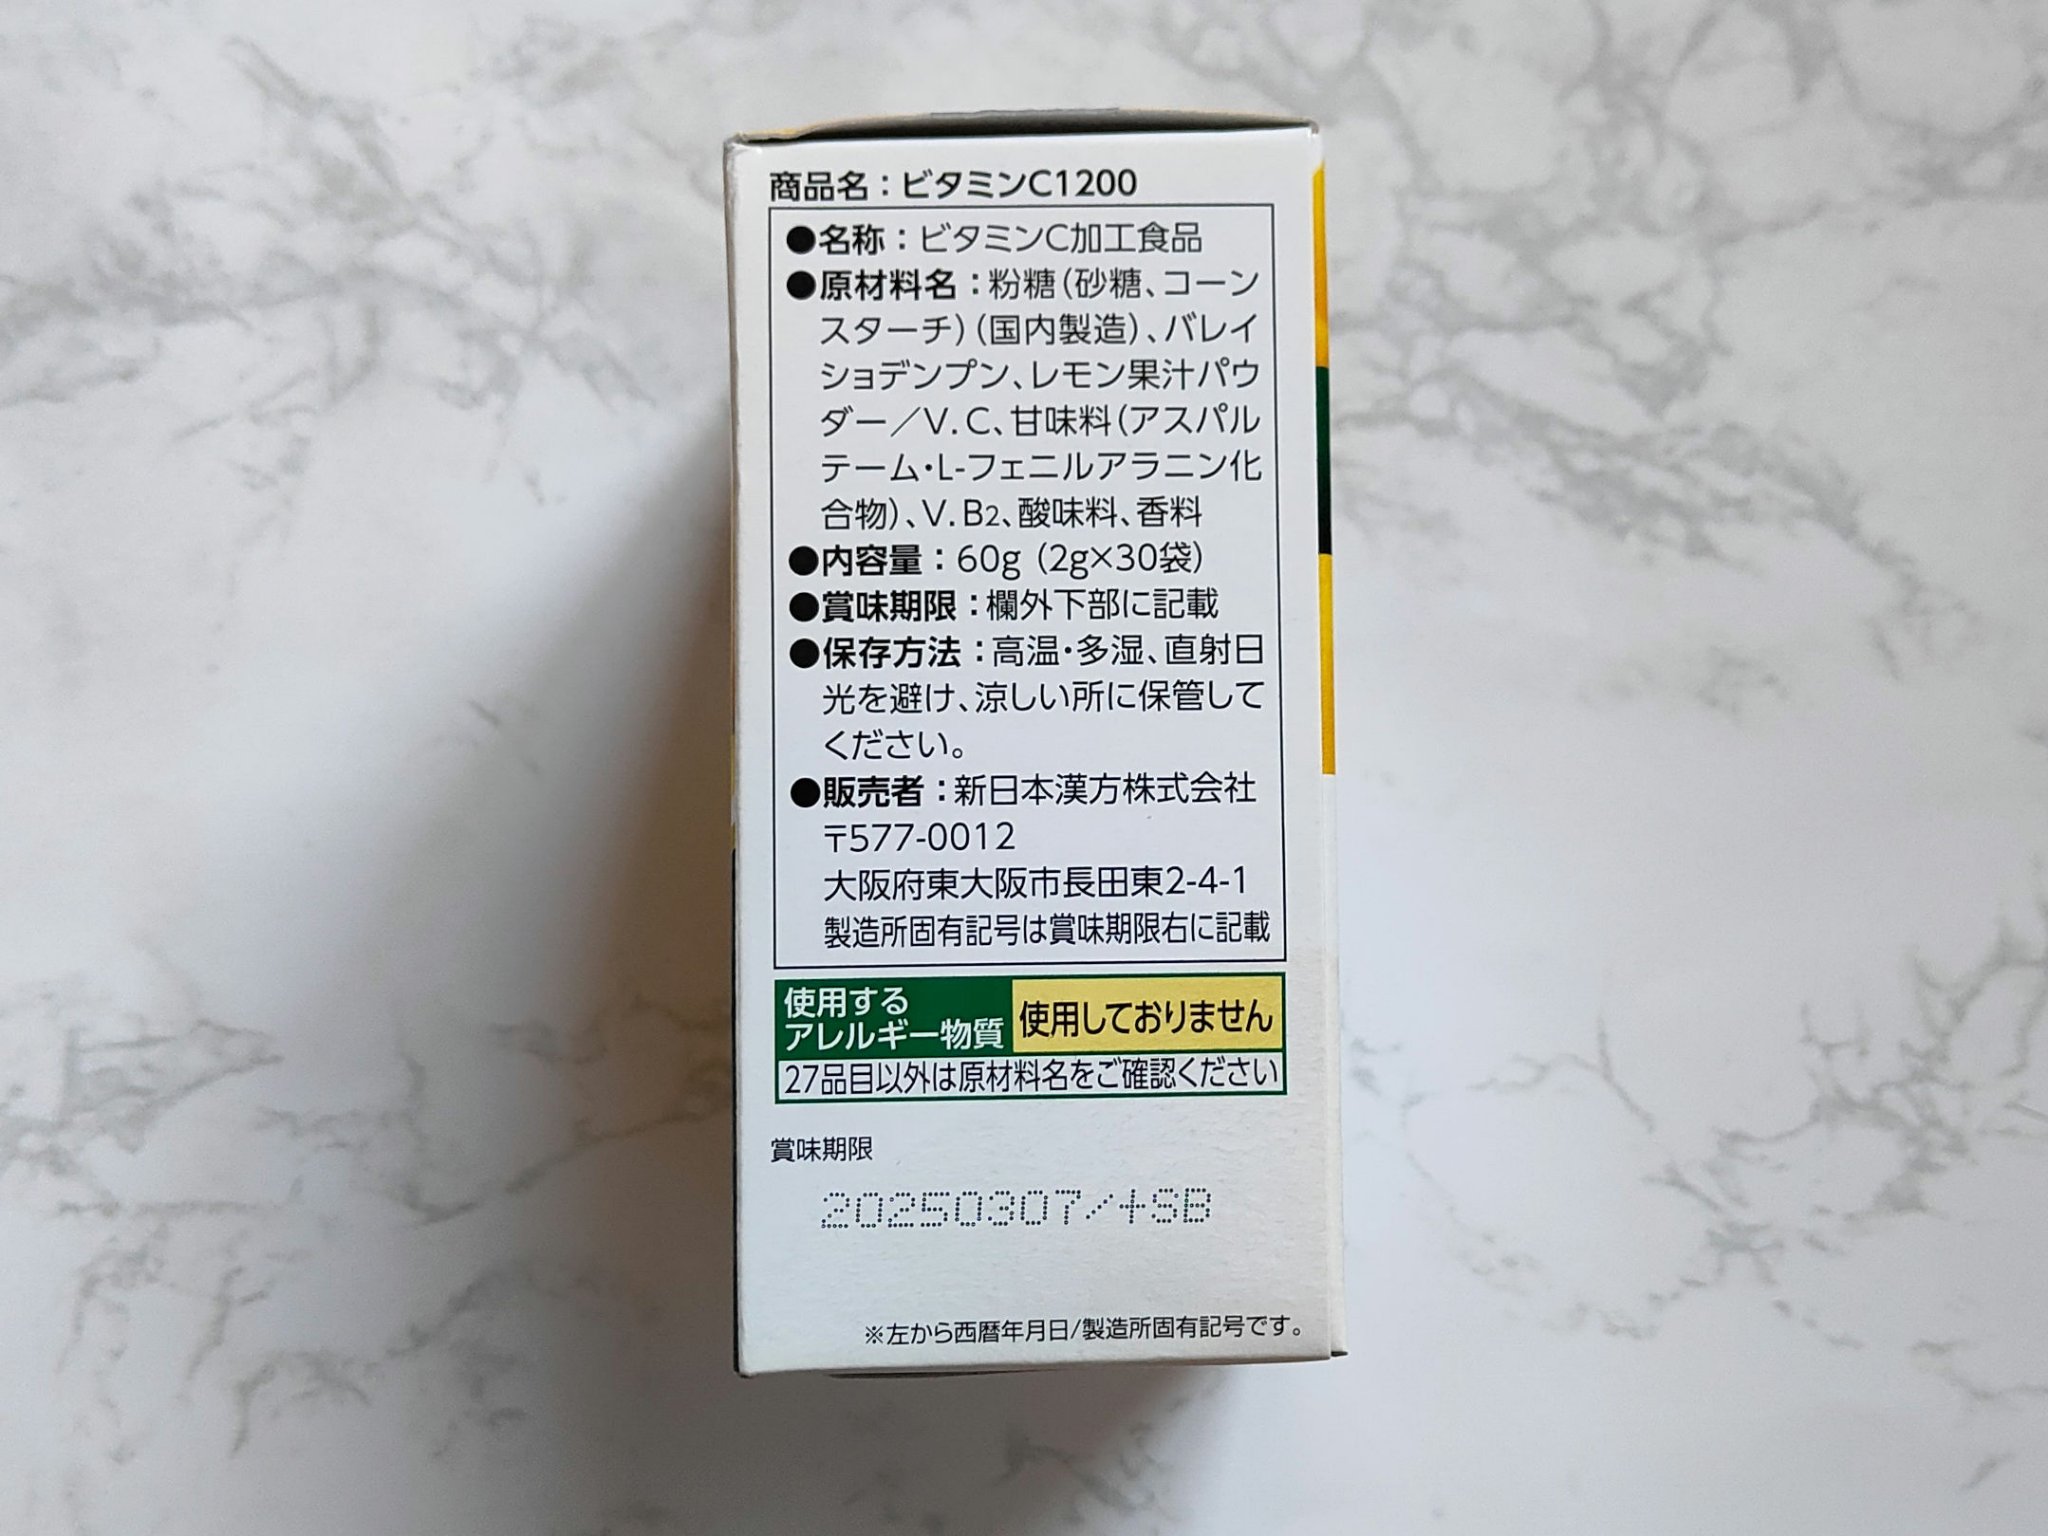 商品名：ビタミンC1200
●名称：ビタミンC加工食品
●原材料名：粉糖（砂糖、コーン
スターチ）（国内製造）、バレイ
ショデンプン、レモン果汁パウ
ダー／V.C、甘味料（アスパル
テーム・L-フェニルアラニン化
合物）、V.B2、酸味料、香料
●内容量：60g（2g×30袋）
●賞味期限：欄外下部に記載
●保存方法：高温・多湿、直射日
光を避け、涼しい所に保管して
ください。
●販売者：新日本漢方株式会社
〒577-0012
大阪府東大阪市長田東2-4-1
製造所固有記号は賞味期限右に記載
使用する
アレルギー物質
使用しておりません
27品目以外は原材料名をご確認ください
賞味期限
20250307/+SB
※左から西暦年月日/製造所固有記号です。